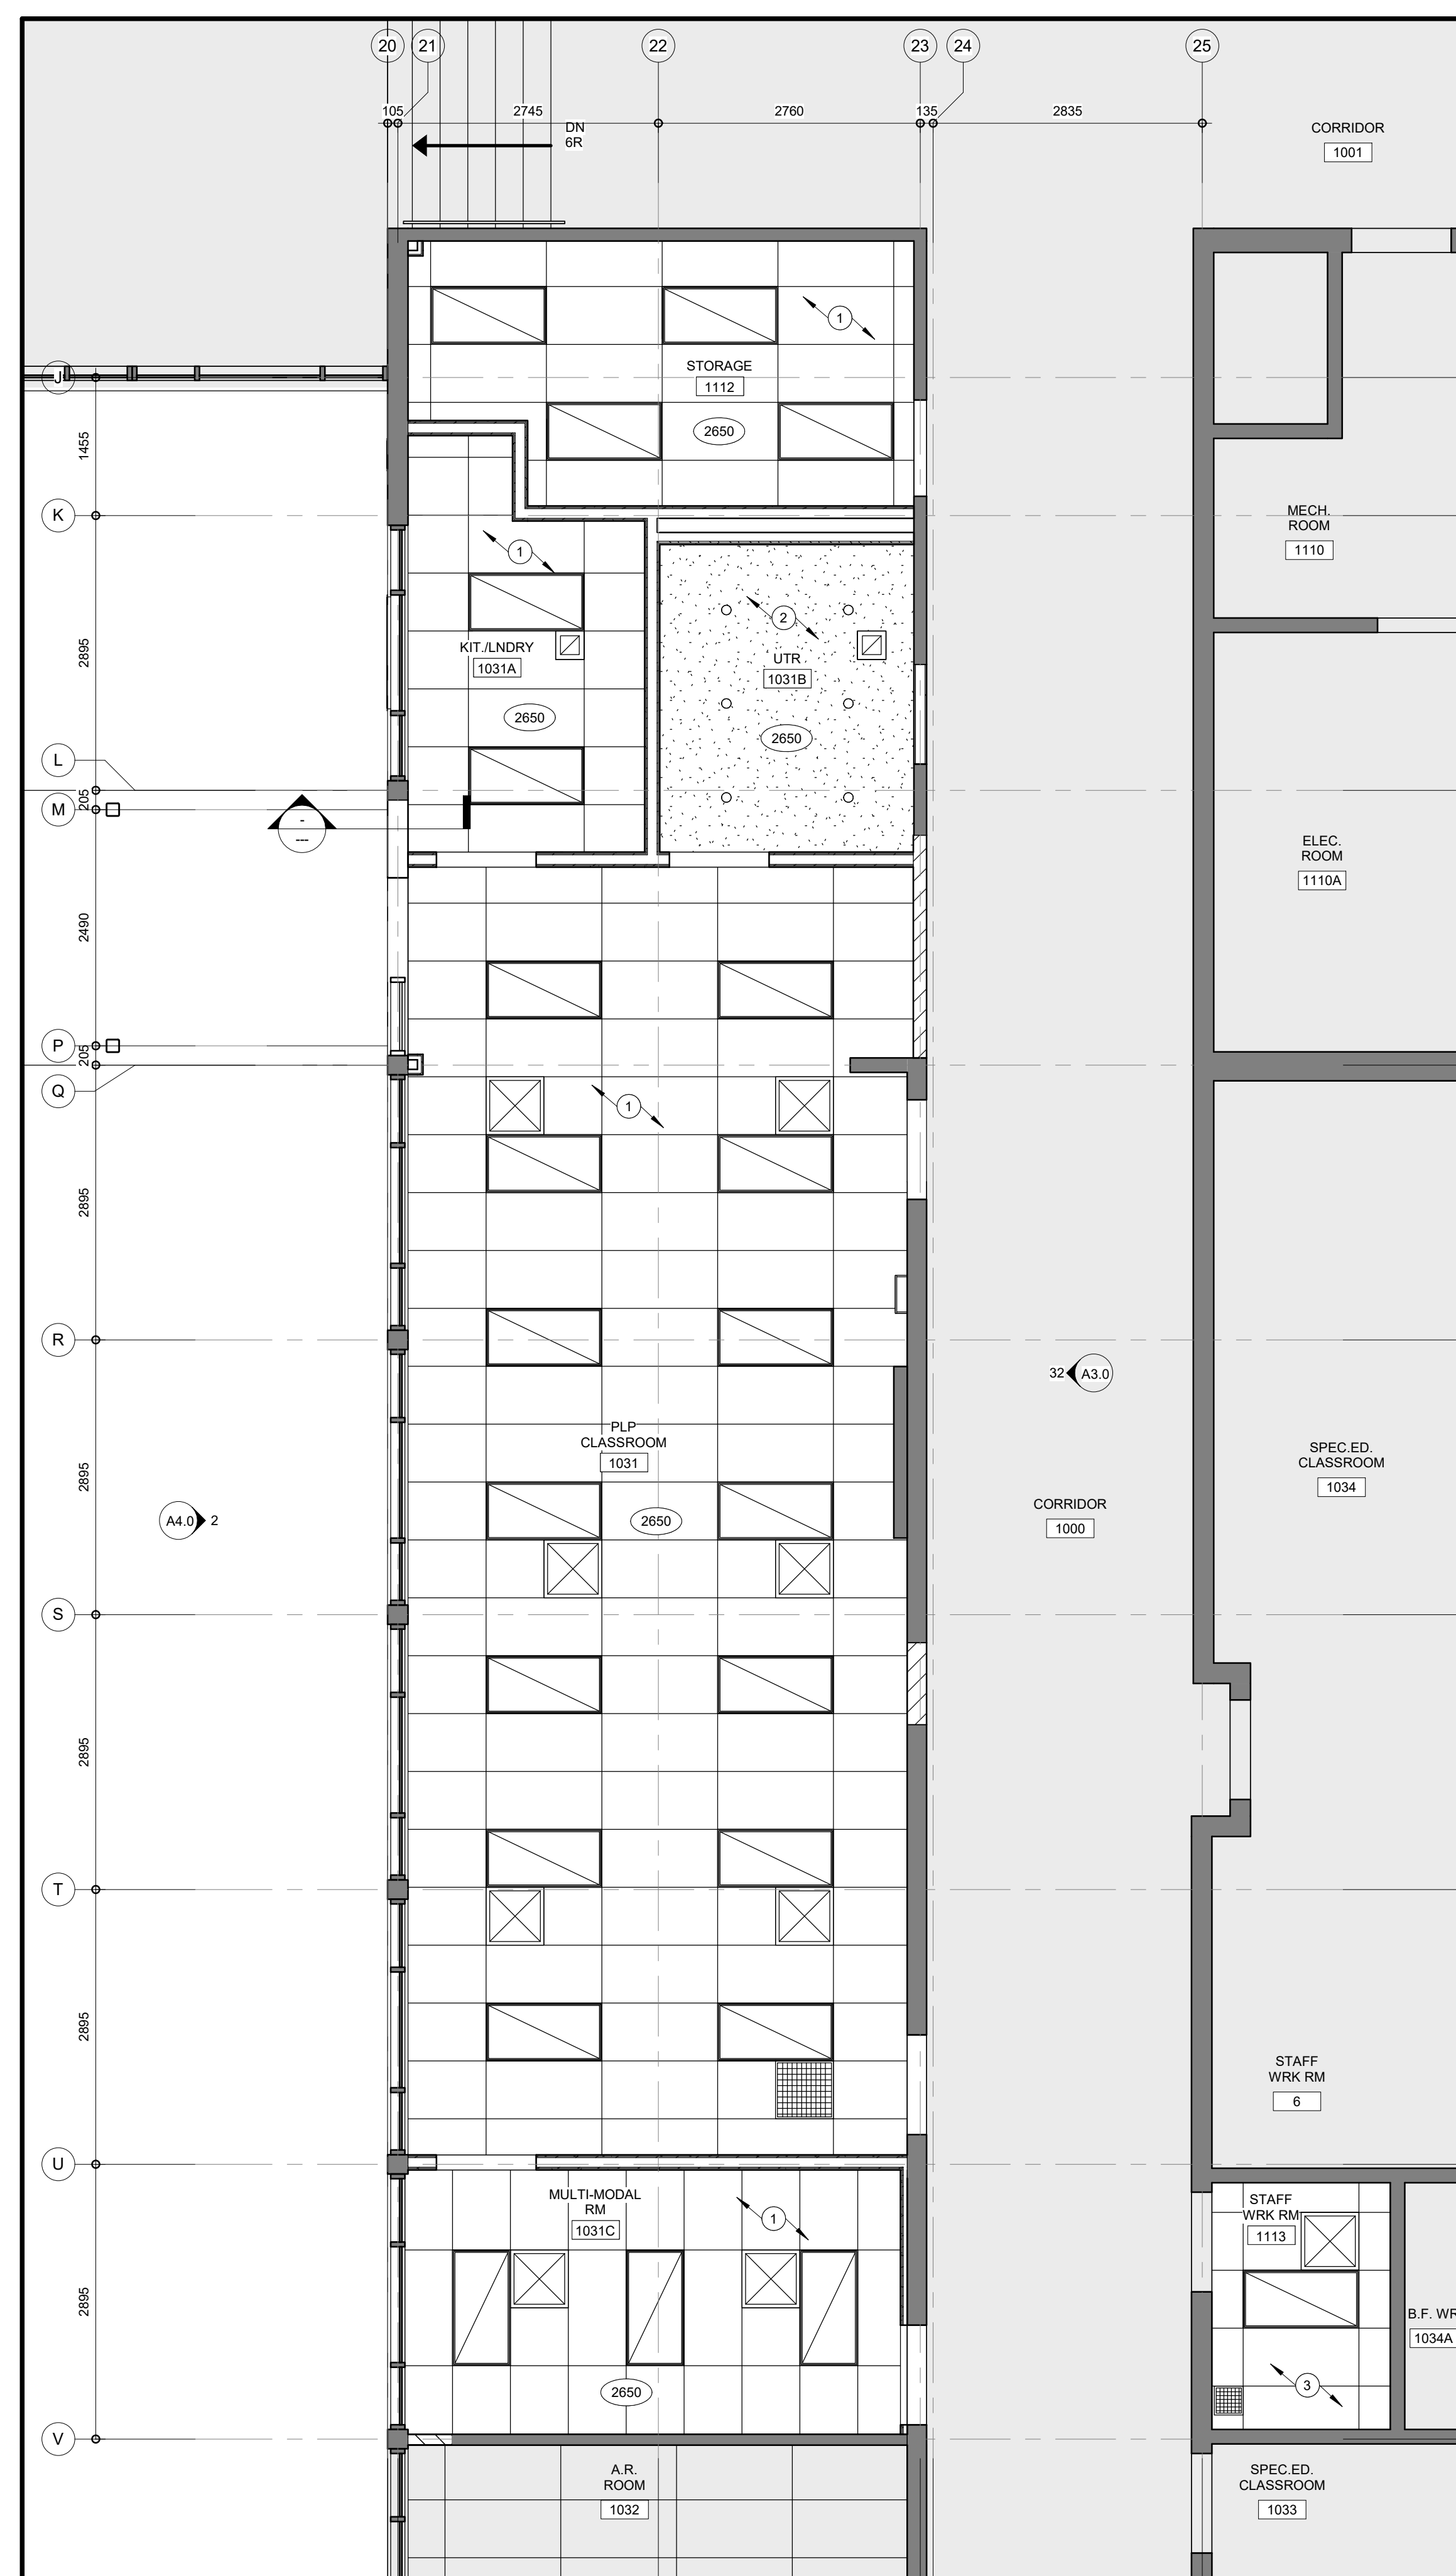 20
21
22
23
24
25
105
2745
2760
135
2835
DN
6R
CORRIDOR
1001
1
STORAGE
1112
2650
J
1455
K
MECH.
ROOM
1110
1
2
2895
KIT./LNDRY
1031A
UTR
1031B
2650
2650
L
205
M
-
---
ELEC.
ROOM
1110A
2490
P
205
Q
1
2895
R
32
A3.0
PLP
CLASSROOM
1031
2650
2895
A4.0
2
CORRIDOR
1000
SPEC.ED.
CLASSROOM
1034
S
2895
T
2895
STAFF
WRK RM
6
U
MULTI-MODAL
RM
1031C
1
STAFF
WRK RM
1113
2895
B.F. WR
1034A
3
2650
V
A.R.
ROOM
1032
SPEC.ED.
CLASSROOM
1033